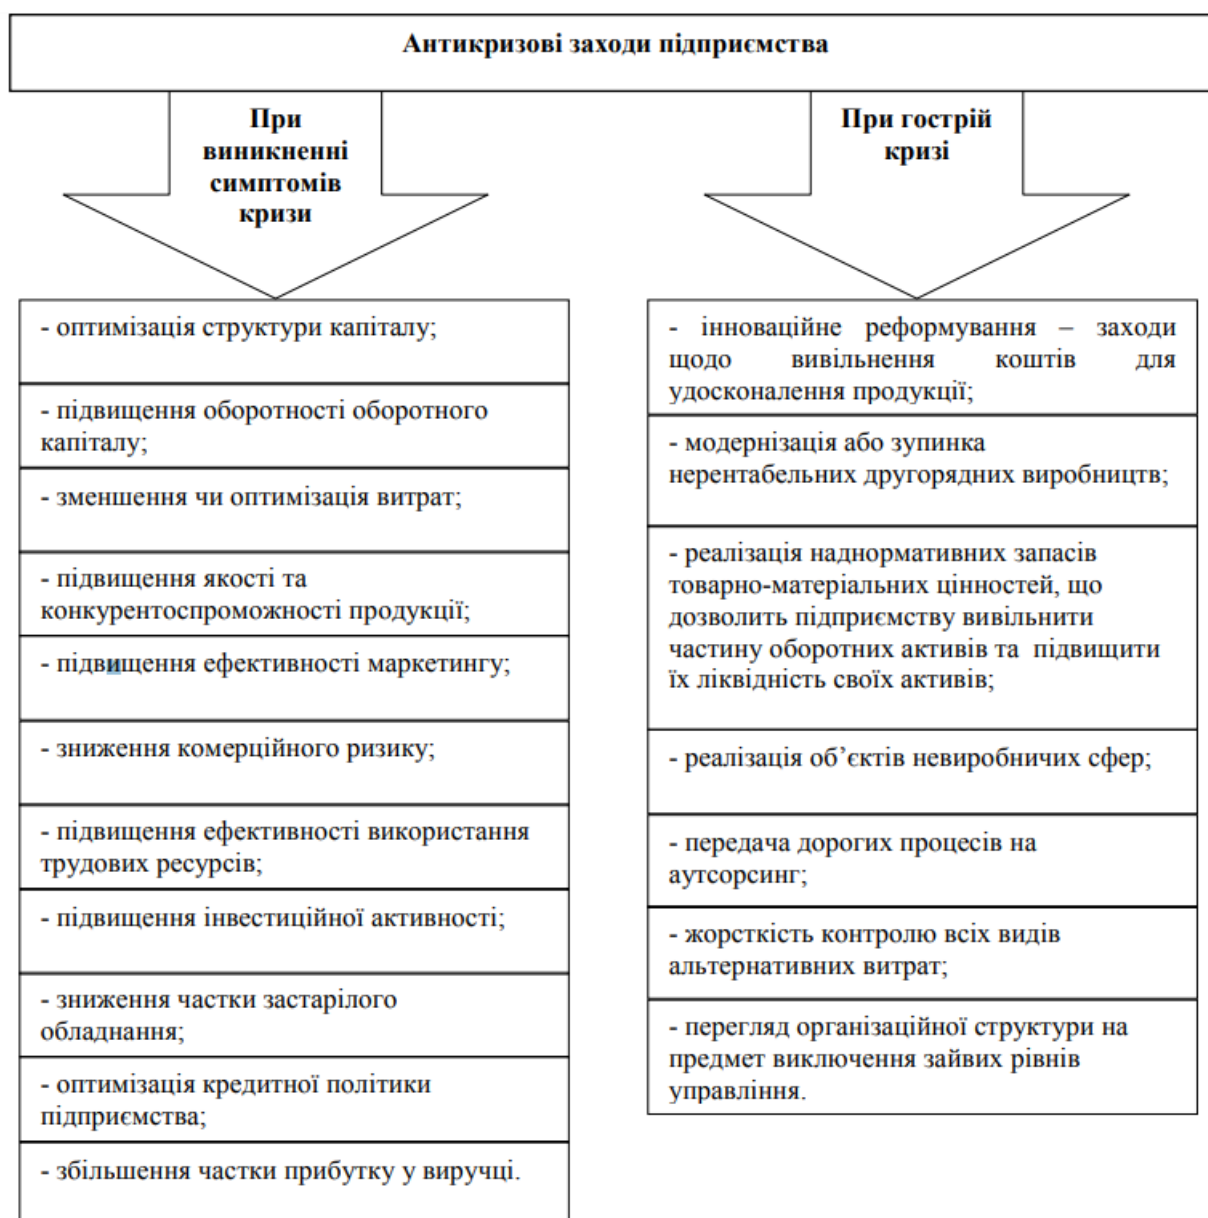 Антикризові заходи підприємства
При
виникненні
симптомів
кризи
- оптимізація структури капіталу;
- підвищення оборотності оборотного
капіталу;
- зменшення чи оптимізація витрат;
- підвищення якості та
конкурентоспроможності продукції;
- підвищення ефективності маркетингу;
- зниження комерційного ризику;
- підвищення ефективності використання
трудових ресурсів;
- підвищення інвестиційної активності;
- зниження частки застарілого
обладнання;
- оптимізація кредитної політики
підприємства;
- збільшення частки прибутку у виручці.
При гострій
кризі
- інноваційне реформування – заходи
щодо вивільнення коштів для
удосконалення продукції;
- модернізація або зупинка
нерентабельних другорядних виробництв;
- реалізація наднормативних запасів
товарно-матеріальних цінностей, що
дозволить підприємству вивільнити
частину оборотних активів та підвищити
їх ліквідність своїх активів;
- реалізація об’єктів невиробничих сфер;
- передача дорогих процесів на
аутсорсинг;
- жорсткість контролю всіх видів
альтернативних витрат;
- перегляд організаційної структури на
предмет виключення зайвих рівнів
управління.